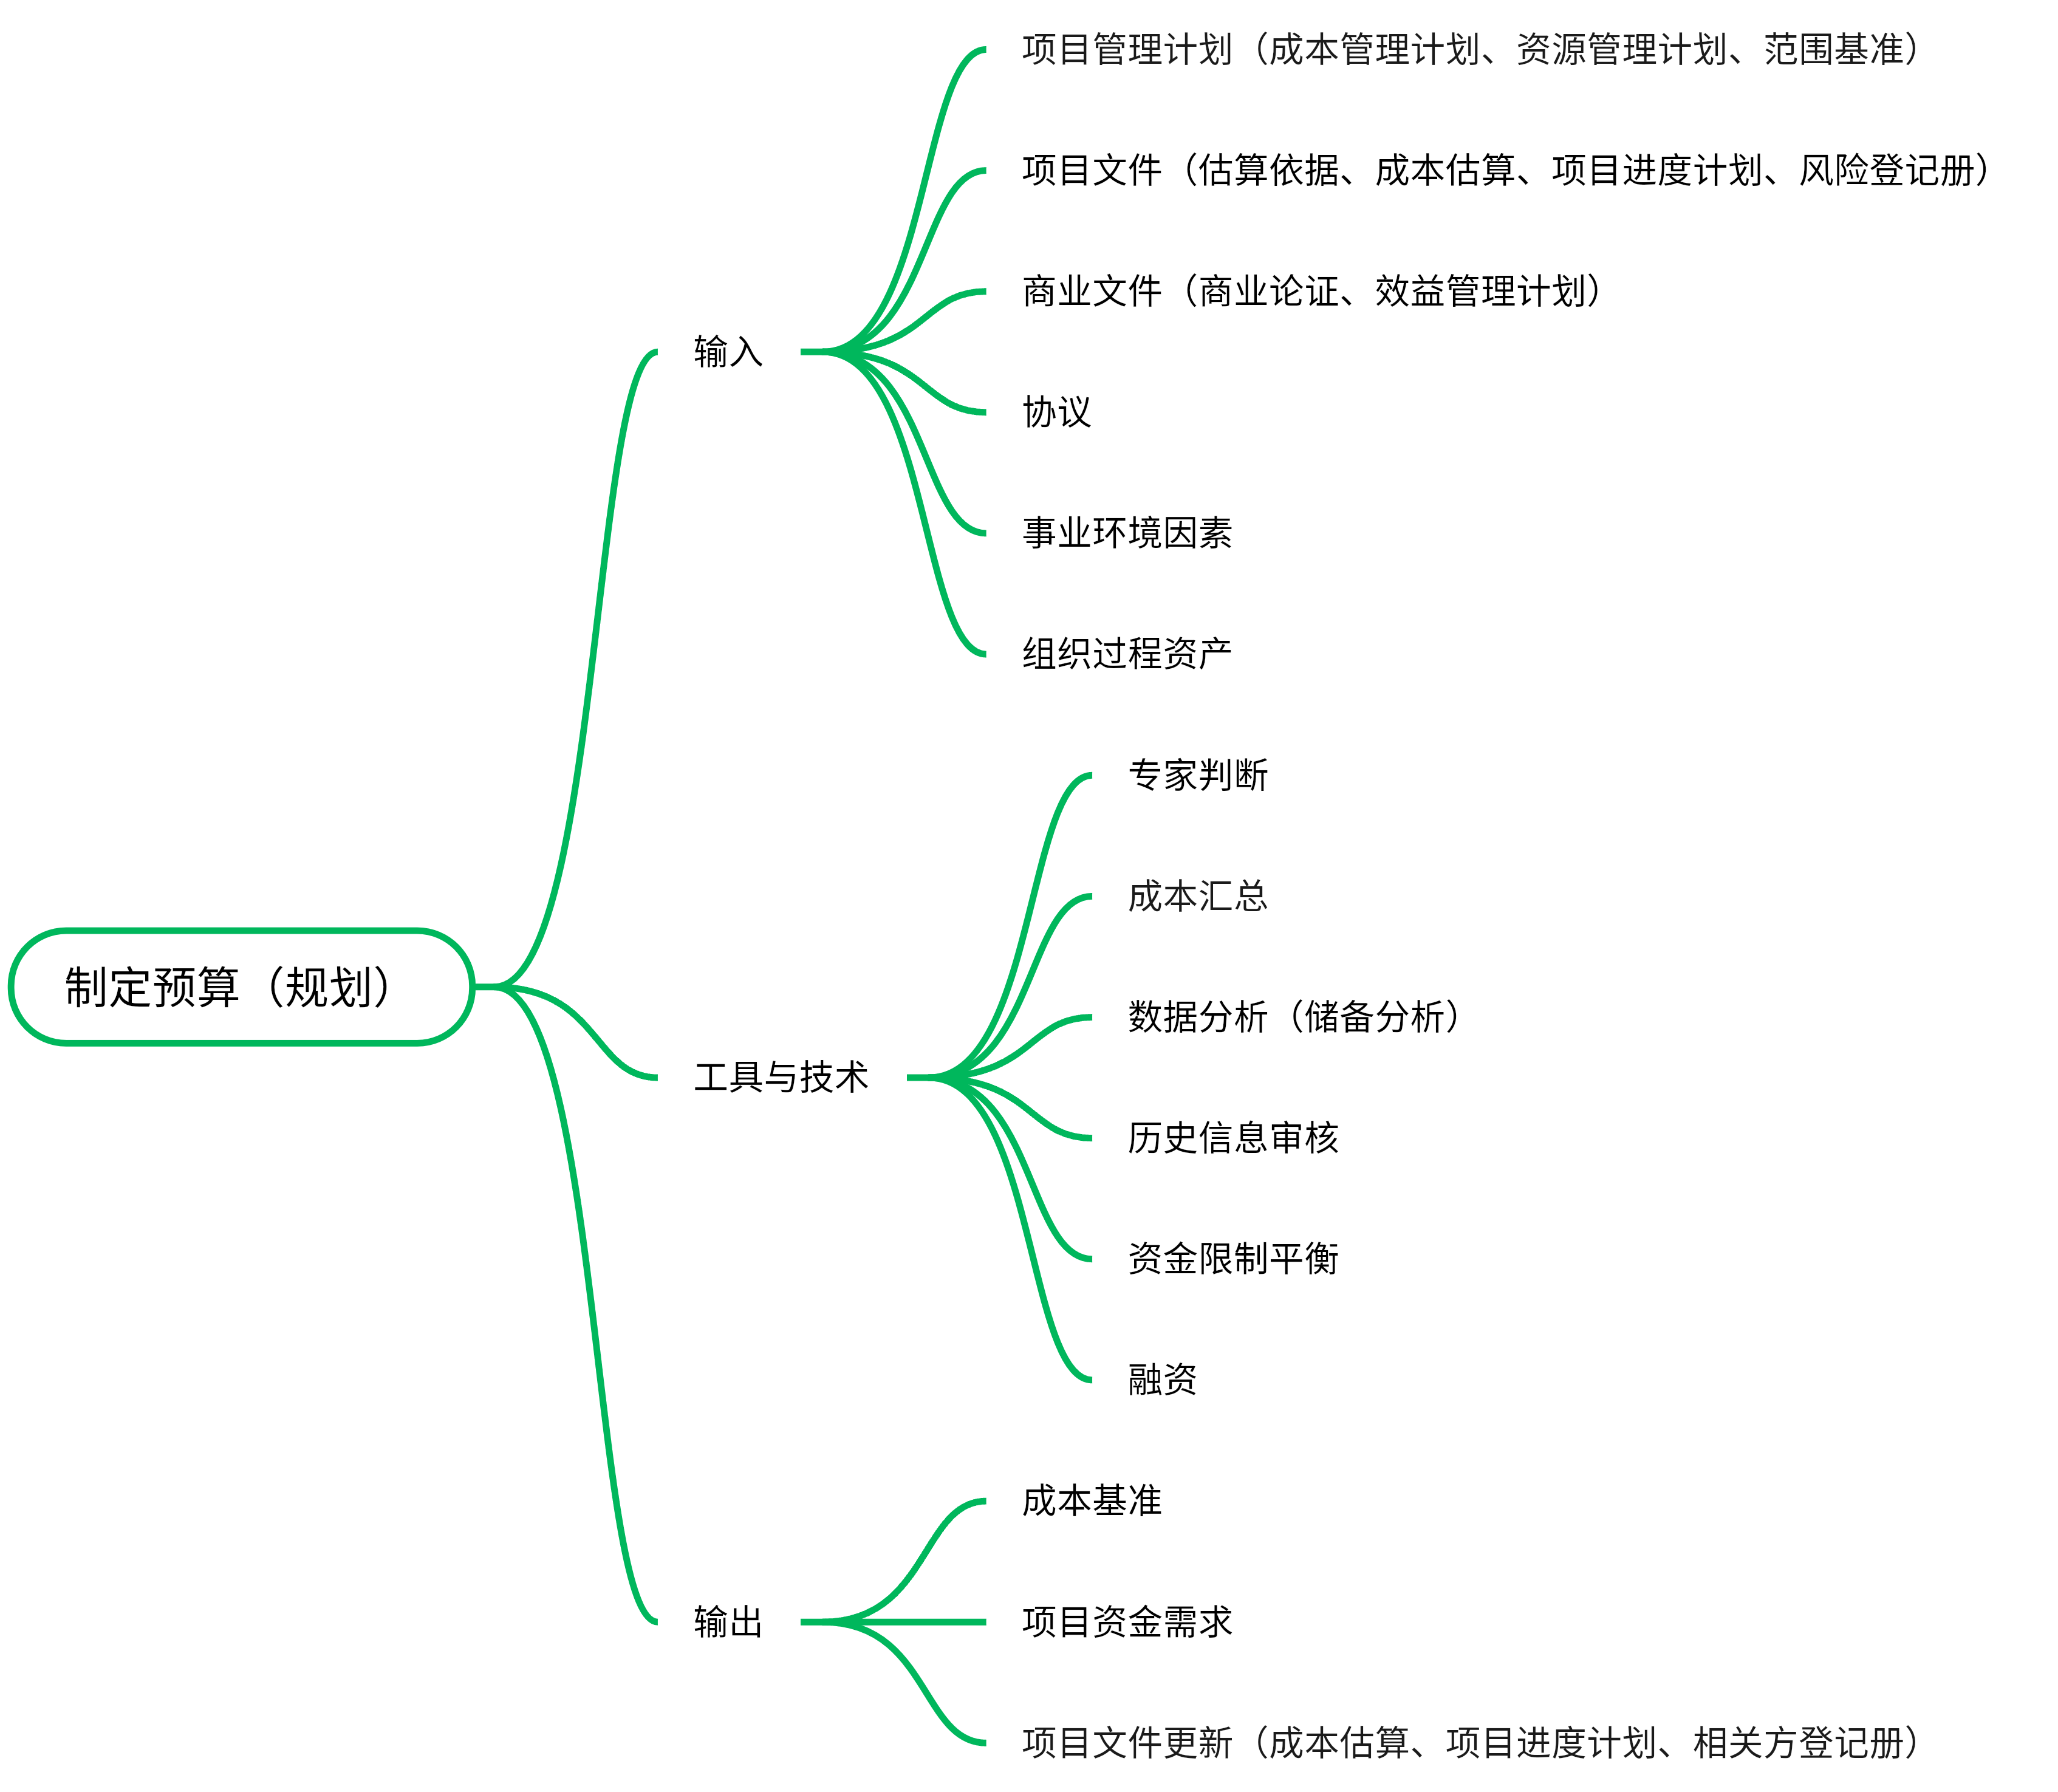 制定预算（规划）
输入
项目管理计划（成本管理计划、资源管理计划、范围基准）
项目文件（估算依据、成本估算、项目进度计划、风险登记册）
商业文件（商业论证、效益管理计划）
协议
事业环境因素
组织过程资产
工具与技术
专家判断
成本汇总
数据分析（储备分析）
历史信息审核
资金限制平衡
融资
输出
成本基准
项目资金需求
项目文件更新（成本估算、项目进度计划、相关方登记册）